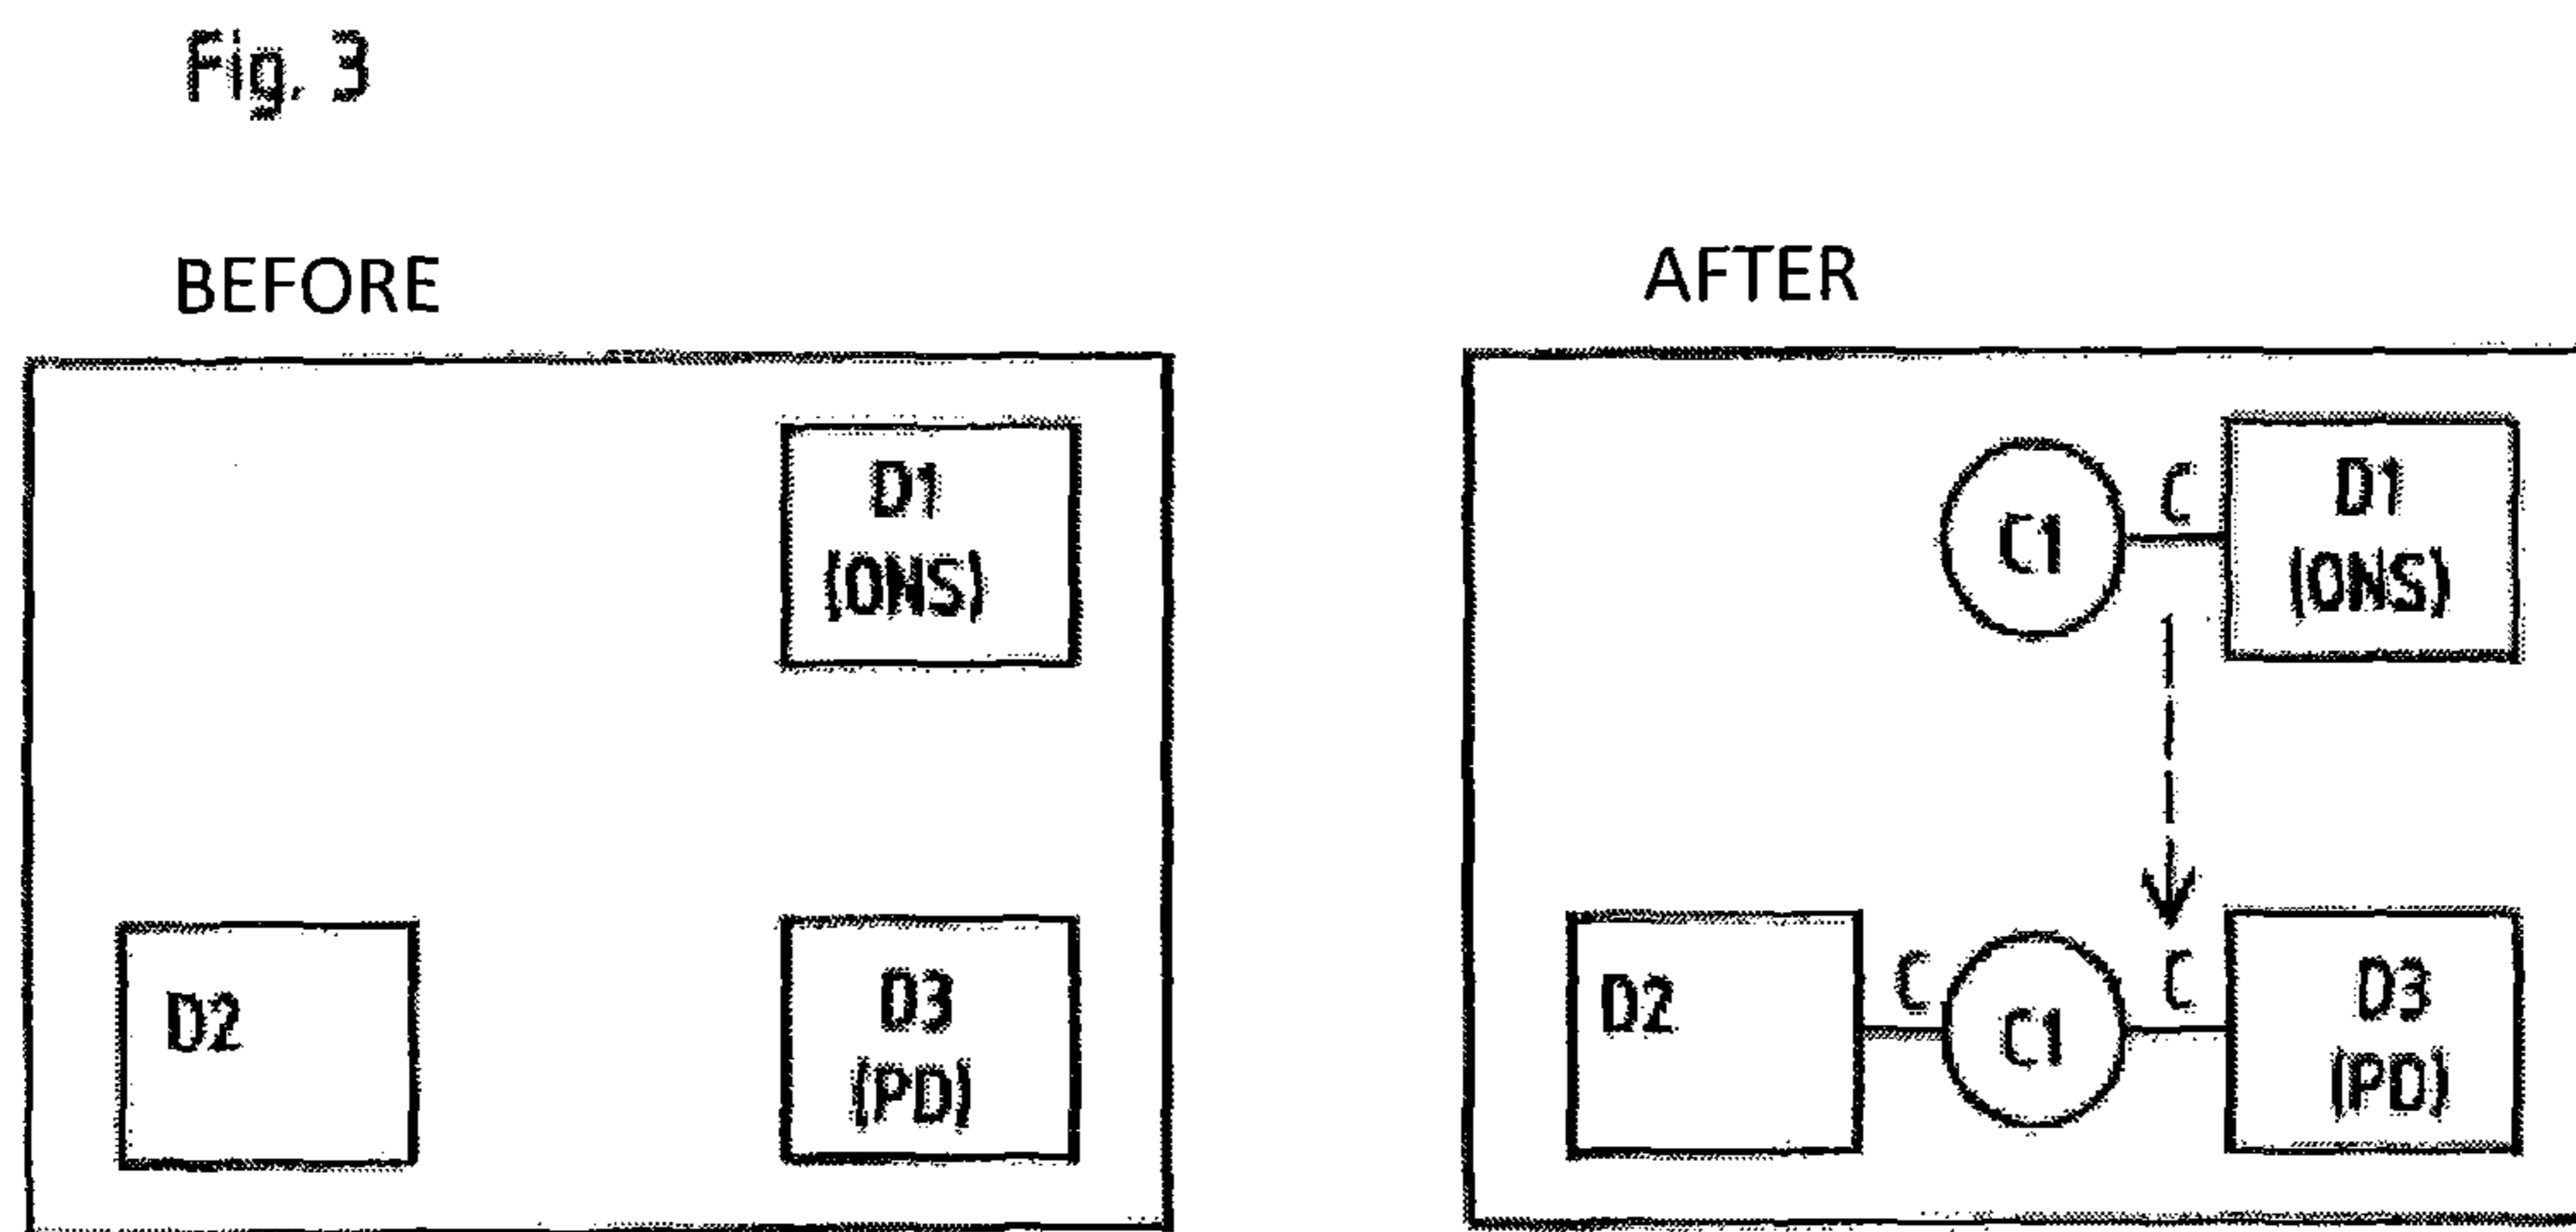 Fig. 3
BEFORE
D1
(ONS)
D2
D3
(PD)
AFTER
C1
C
D1
(ONS)
D2
C
C1
C
D3
(PD)